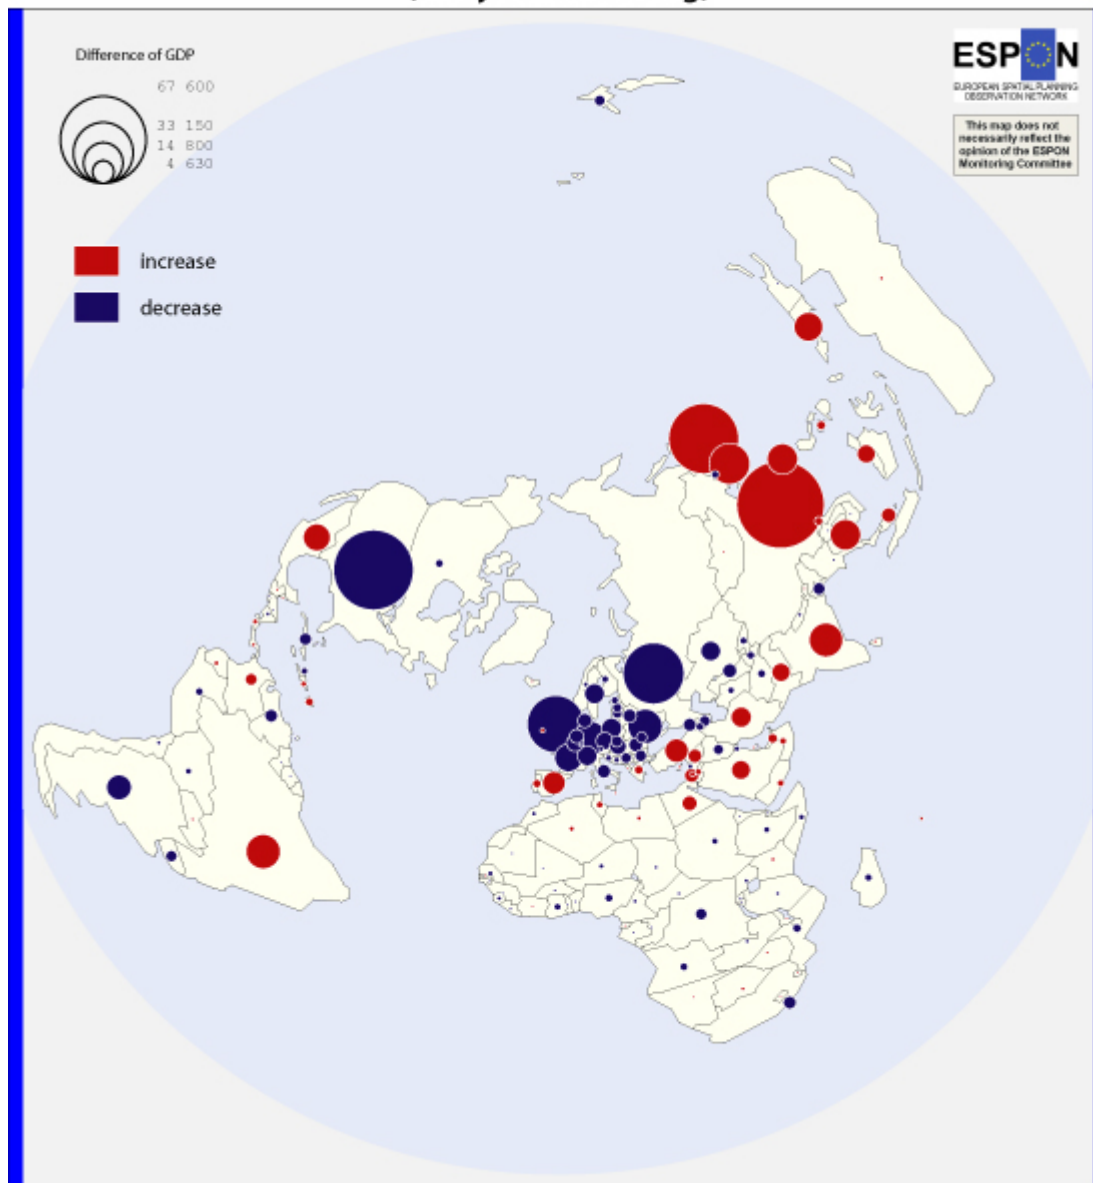 Difference of GDP
67 600
33 150
14 800
4 630
increase
decrease
ESPON
EUROPEAN SPATIAL PLANNING
OBSERVATION NETWORK
This map does not
necessarily reflect the
opinion of the ESPON
Monitoring Committee